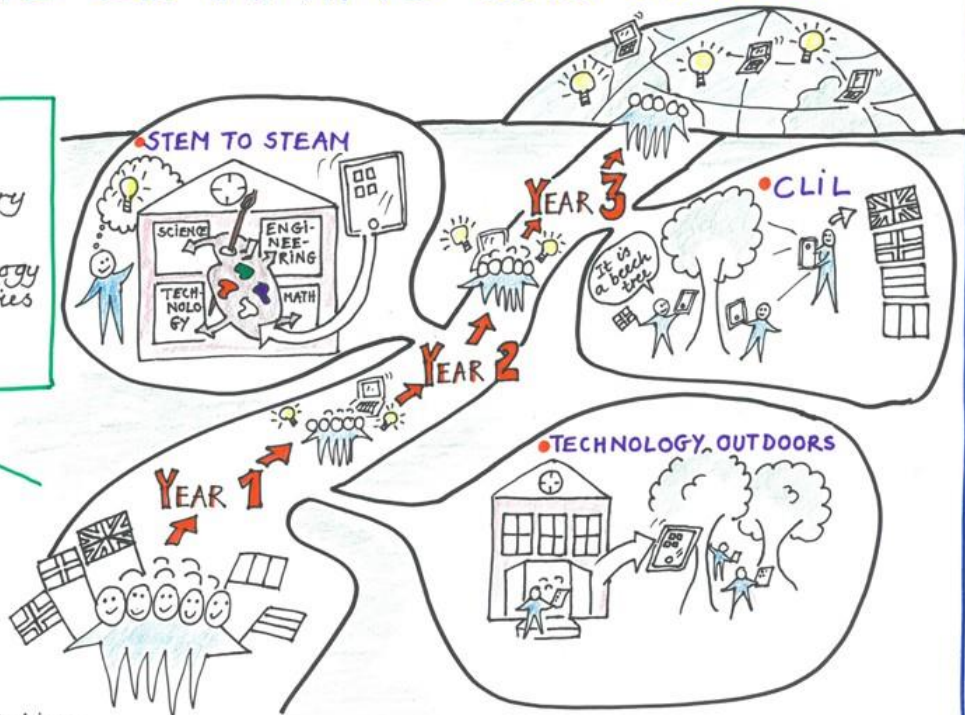 STEM TO STEAM
SCIENCE
ENGI-
NEE-
RING
TECH-
NOLO
GY
MATH
CLIL
It is
a beech
tree
YEAR 3
YEAR 2
YEAR 1
TECHNOLOGY OUTDOORS